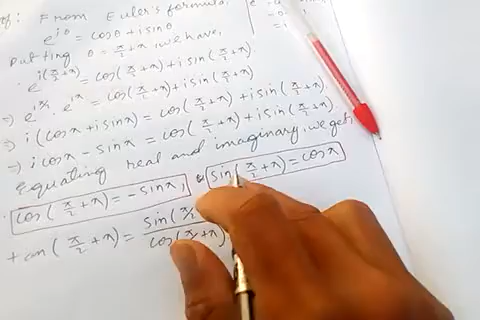 of: From Euler's formula,
e^{iθ} = cosθ + i sinθ
Putting θ = π/2 + x, we have,
e^{i(π/2+x)} = cos(π/2+x) + i sin(π/2+x)
⇒ e^{iπ/2} · e^{ix} = cos(π/2+x) + i sin(π/2+x)
⇒ i(cosx + i sinx) = cos(π/2+x) + i sin(π/2+x)
⇒ i cosx - sinx = cos(π/2+x) + i sin(π/2+x)
Equating real and imaginary, we get,
cos(π/2+x) = -sinx, & sin(π/2+x) = cosx
tan(π/2+x) = sin(π/2 / cos(π/2+x)